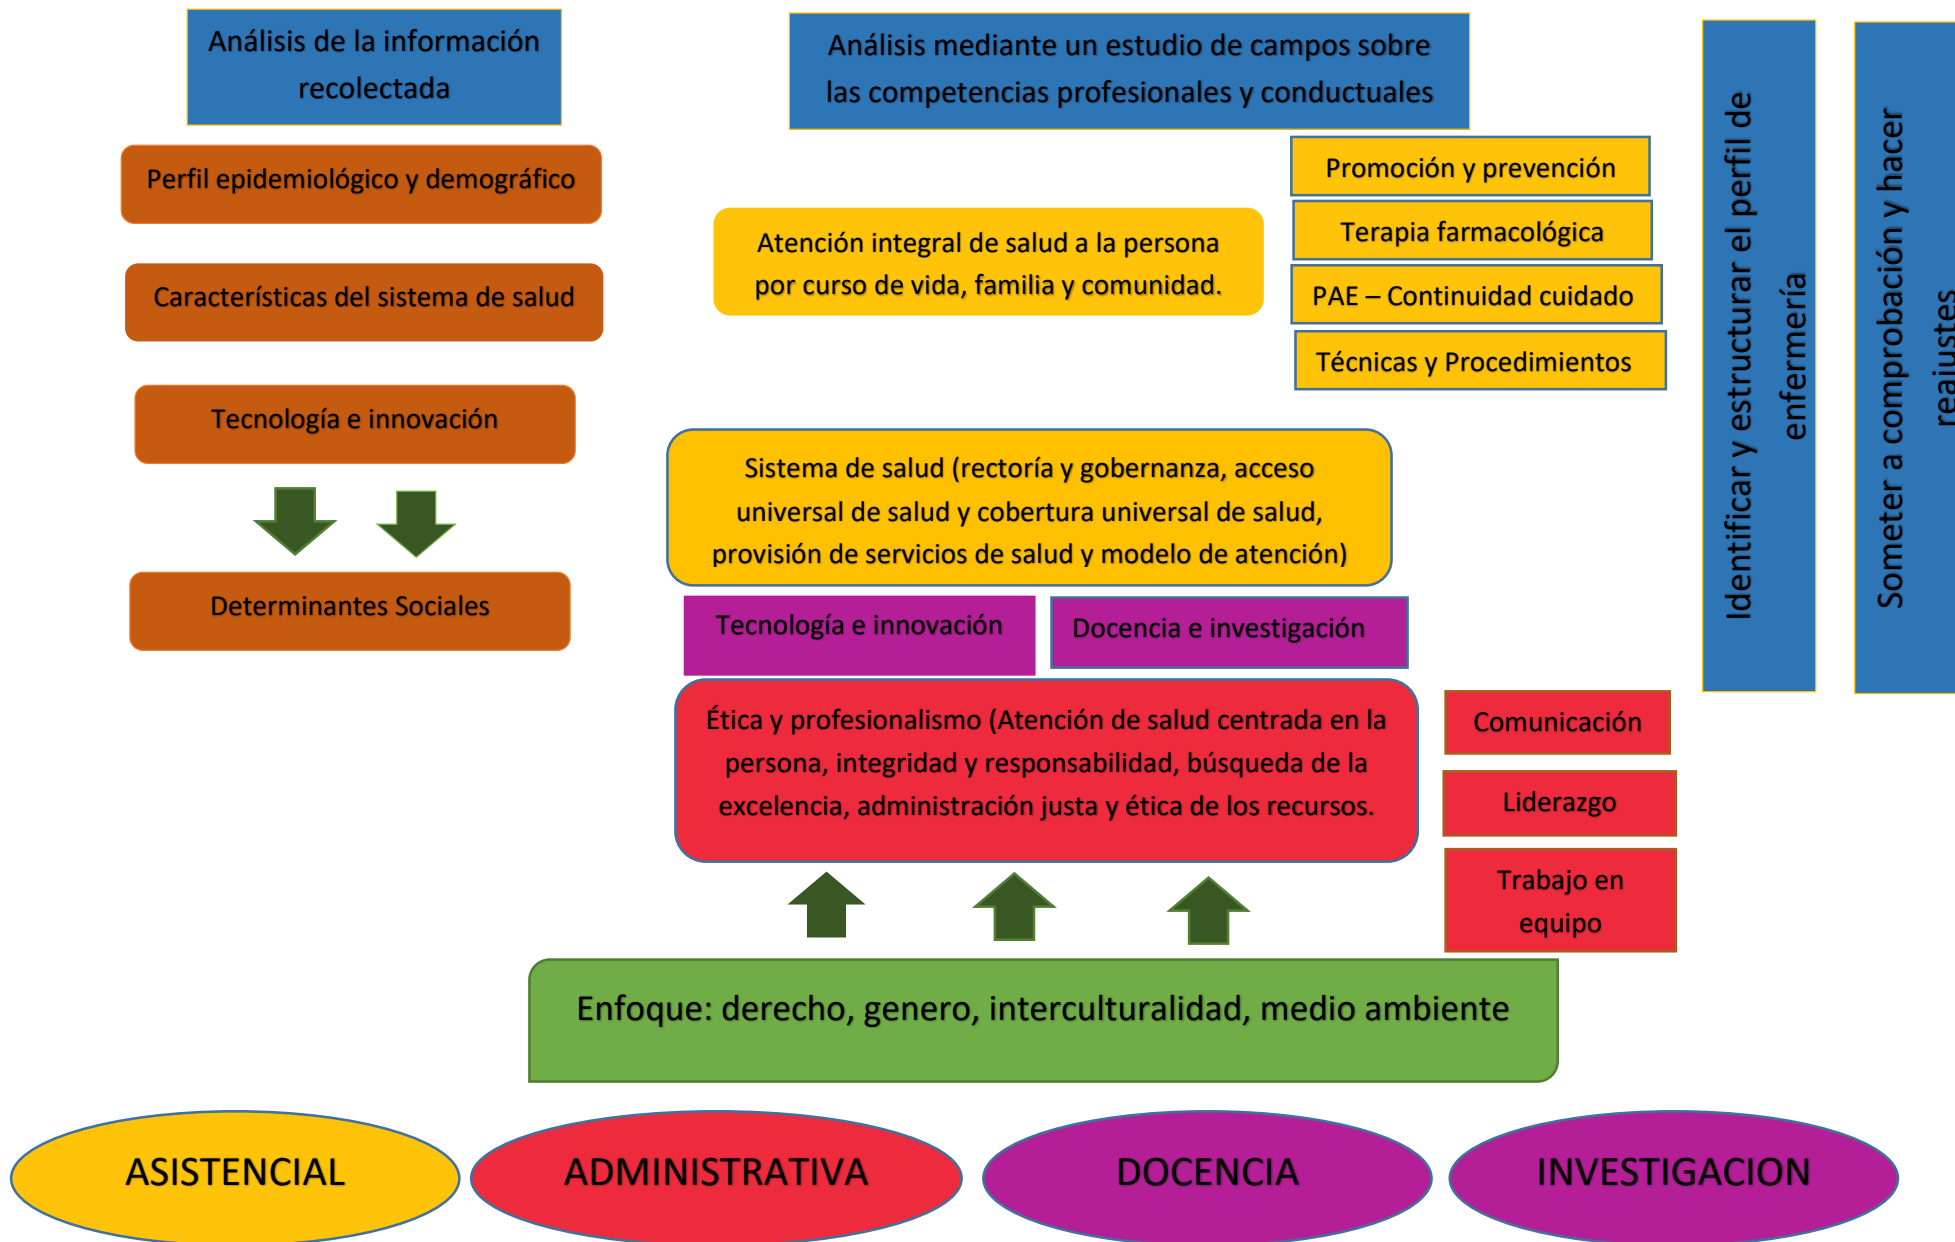 Análisis de la información
recolectada
Perfil epidemiológico y demográfico
Características del sistema de salud
Tecnología e innovación
Determinantes Sociales
Análisis mediante un estudio de campos sobre
las competencias profesionales y conductuales
Atención integral de salud a la persona
por curso de vida, familia y comunidad.
Promoción y prevención
Terapia farmacológica
PAE – Continuidad cuidado
Técnicas y Procedimientos
Sistema de salud (rectoría y gobernanza, acceso
universal de salud y cobertura universal de salud,
provisión de servicios de salud y modelo de atención)
Tecnología e innovación
Docencia e investigación
Ética y profesionalismo (Atención de salud centrada en la
persona, integridad y responsabilidad, búsqueda de la
excelencia, administración justa y ética de los recursos.
Comunicación
Liderazgo
Trabajo en
equipo
Identificar y estructurar el perfil de
enfermería
Someter a comprobación y hacer
reajustes
Enfoque: derecho, genero, interculturalidad, medio ambiente
ASISTENCIAL
ADMINISTRATIVA
DOCENCIA
INVESTIGACION